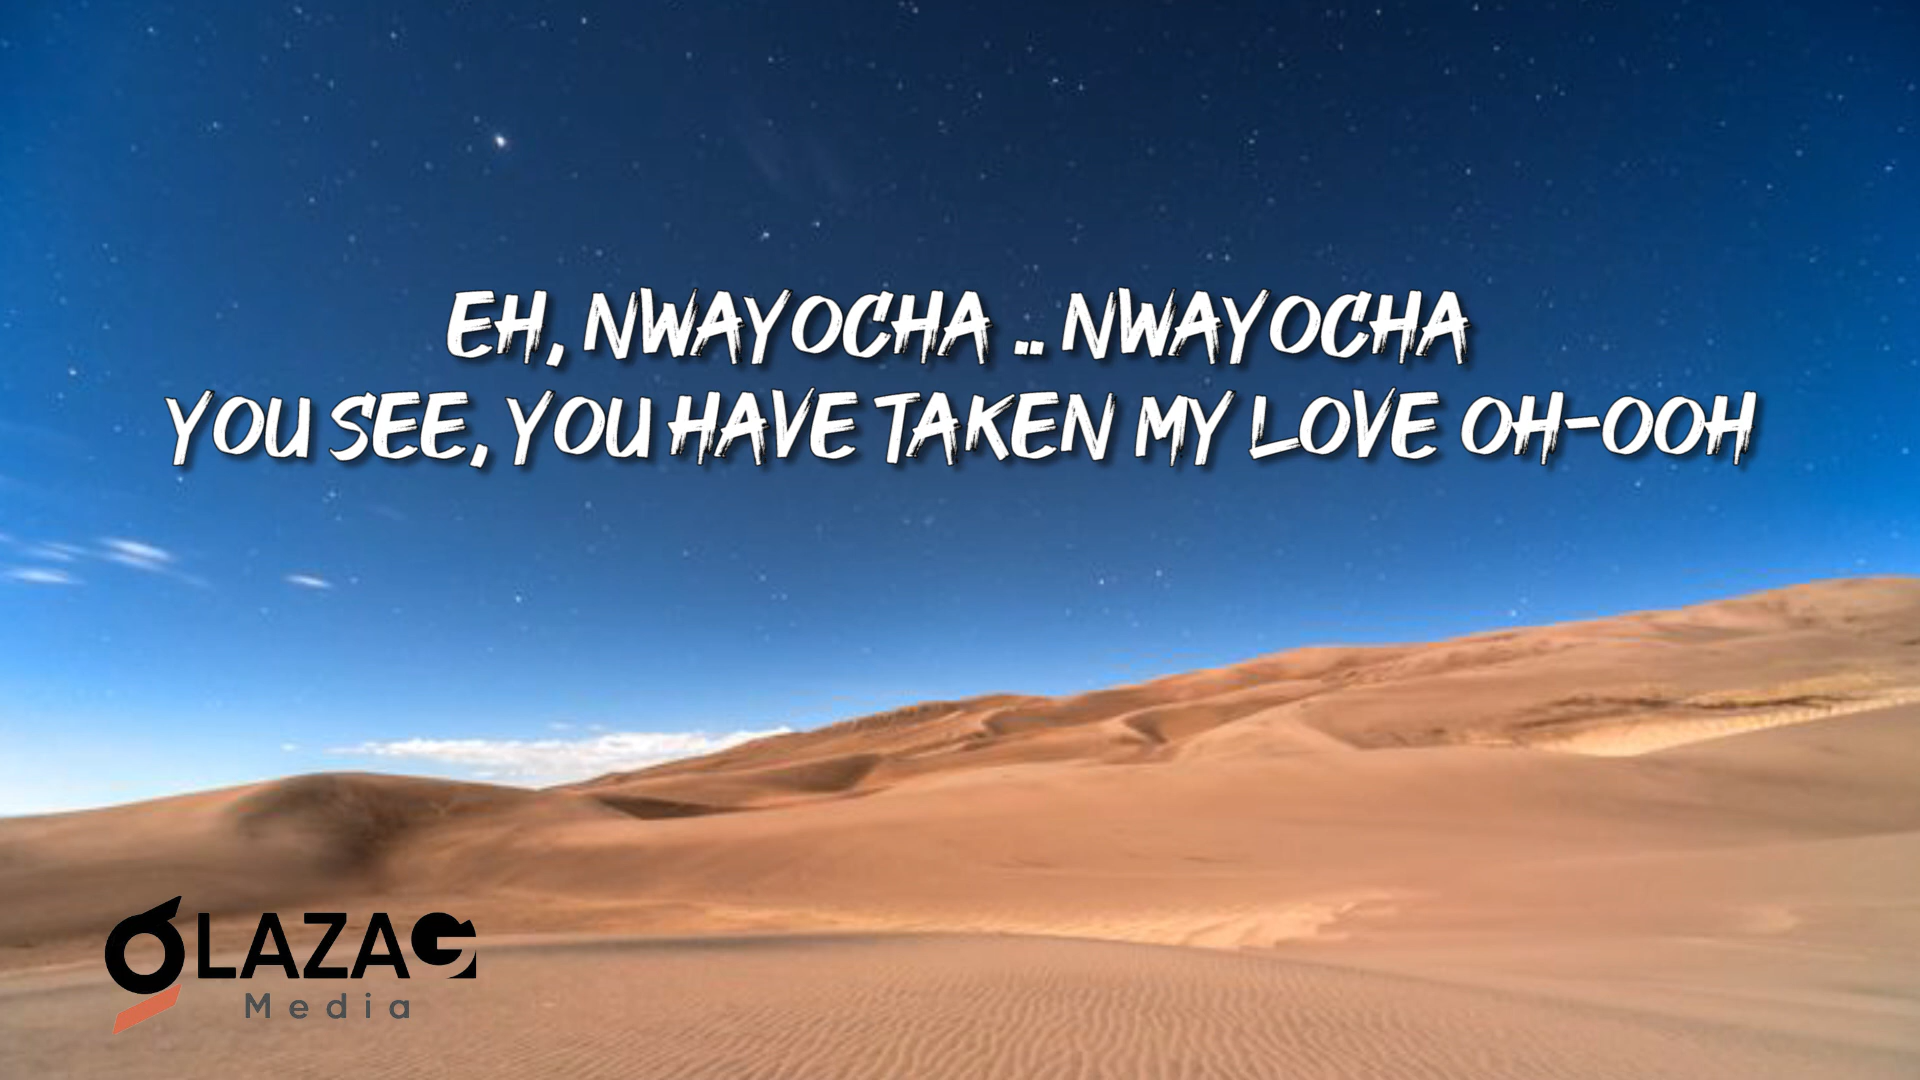 EH, NWAYOCHA .. NWAYOCHA
YOU SEE, YOU HAVE TAKEN MY LOVE OH-OOH
OLAZAG
Media